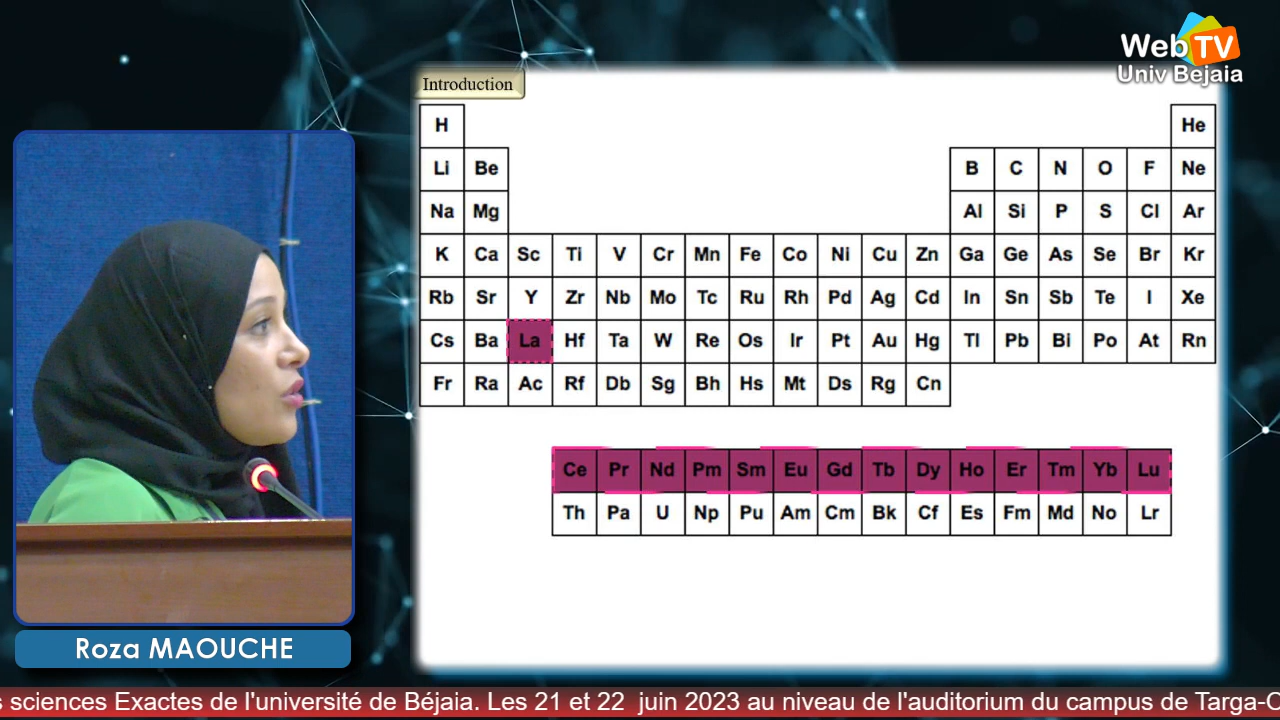 Web TV
Univ Bejaia
Introduction
H He
Li Be B C N O F Ne
Na Mg Al Si P S Cl Ar
K Ca Sc Ti V Cr Mn Fe Co Ni Cu Zn Ga Ge As Se Br Kr
Rb Sr Y Zr Nb Mo Tc Ru Rh Pd Ag Cd In Sn Sb Te I Xe
Cs Ba La Hf Ta W Re Os Ir Pt Au Hg Tl Pb Bi Po At Rn
Fr Ra Ac Rf Db Sg Bh Hs Mt Ds Rg Cn
Ce Pr Nd Pm Sm Eu Gd Tb Dy Ho Er Tm Yb Lu
Th Pa U Np Pu Am Cm Bk Cf Es Fm Md No Lr
Roza MAOUCHE
s sciences Exactes de l'université de Béjaia. Les 21 et 22 juin 2023 au niveau de l'auditorium du campus de Targa-